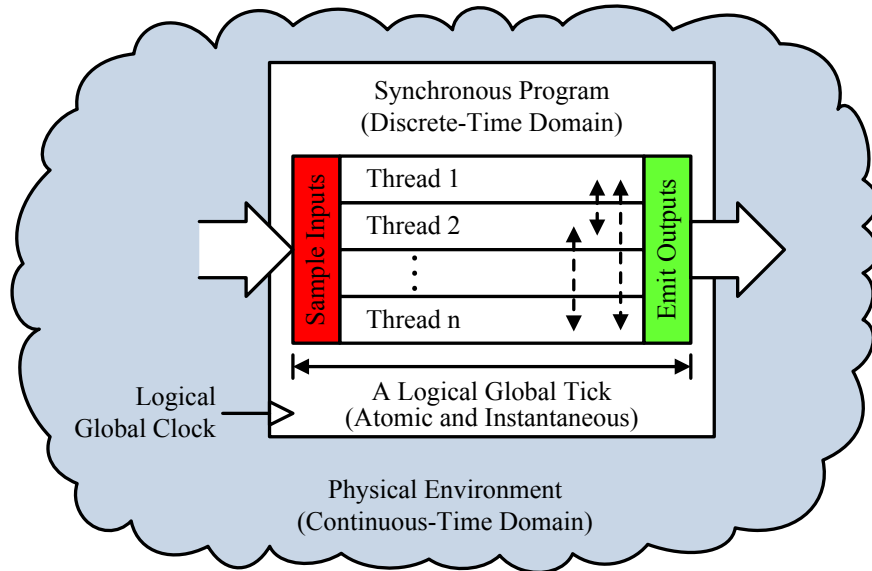 Synchronous Program
(Discrete-Time Domain)
Sample Inputs
Thread 1
Thread 2
Thread n
Emit Outputs
A Logical Global Tick
(Atomic and Instantaneous)
Logical
Global Clock
Physical Environment
(Continuous-Time Domain)